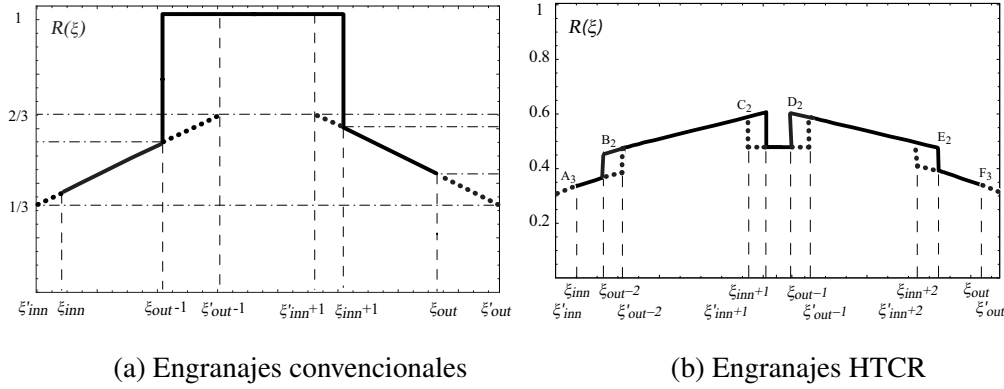 1
R(ξ)
2/3
1/3
ξ'inn ξinn ξout-1 ξ'out-1 ξ'inn+1 ξinn+1 ξout ξ'out
(a) Engranajes convencionales
1
R(ξ)
0.8
0.6
0.4
0.2
A3 B2 C2 D2 E2 F3
ξinn ξout-2 ξinn+1 ξout-1 ξinn+2 ξout
ξ'inn ξ'out-2 ξ'inn+1 ξ'out-1 ξ'inn+2 ξ'out
(b) Engranajes HTCR